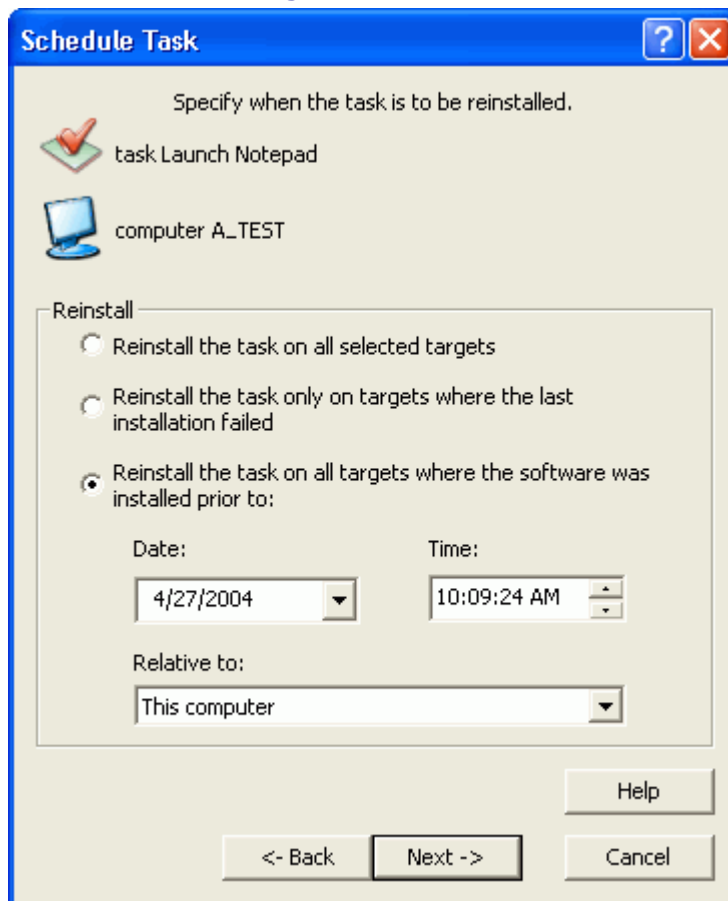 Schedule Task
Specify when the task is to be reinstalled.
task Launch Notepad
computer A_TEST
Reinstall
Reinstall the task on all selected targets
Reinstall the task only on targets where the last
installation failed
Reinstall the task on all targets where the software was
installed prior to:
Date: Time:
4/27/2004 10:09:24 AM
Relative to:
This computer
Help
<- Back Next -> Cancel